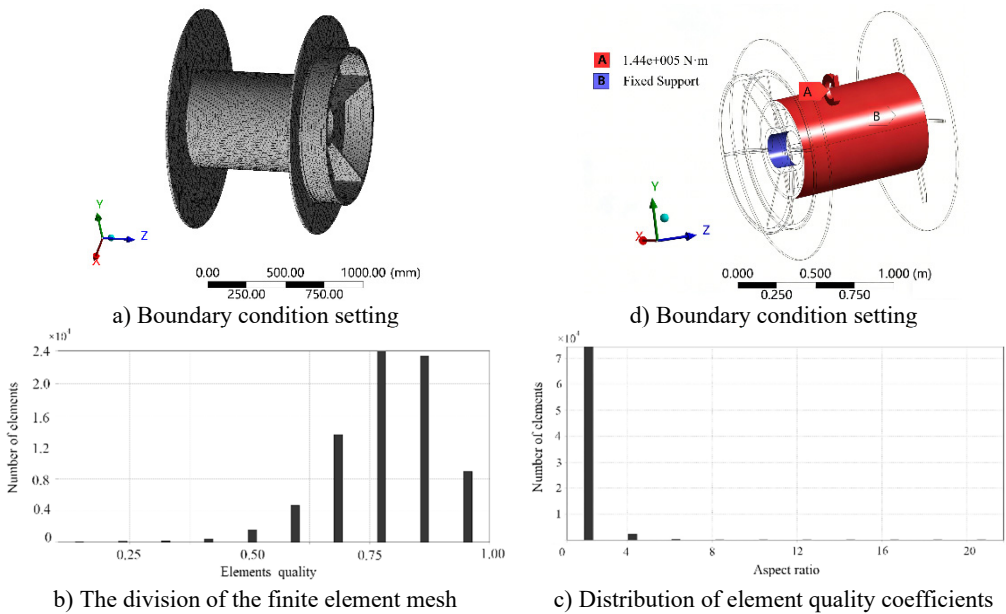 Y
Z
X
0.00 500.00 1000.00 (mm)
250.00 750.00
a) Boundary condition setting
A 1.44e+005 N·m
B Fixed Support
A
B
Y
X Z
0.000 0.500 1.000 (m)
0.250 0.750
d) Boundary condition setting
×10⁴
2.4
2.0
1.6
1.2
0.8
0.4
0
Number of elements
0,25 0,50 0,75 1.00
Elements quality
b) The division of the finite element mesh
×10⁴
7
6
5
4
3
2
1
Number of elements
0 4 8 12 16 20
Aspect ratio
c) Distribution of element quality coefficients